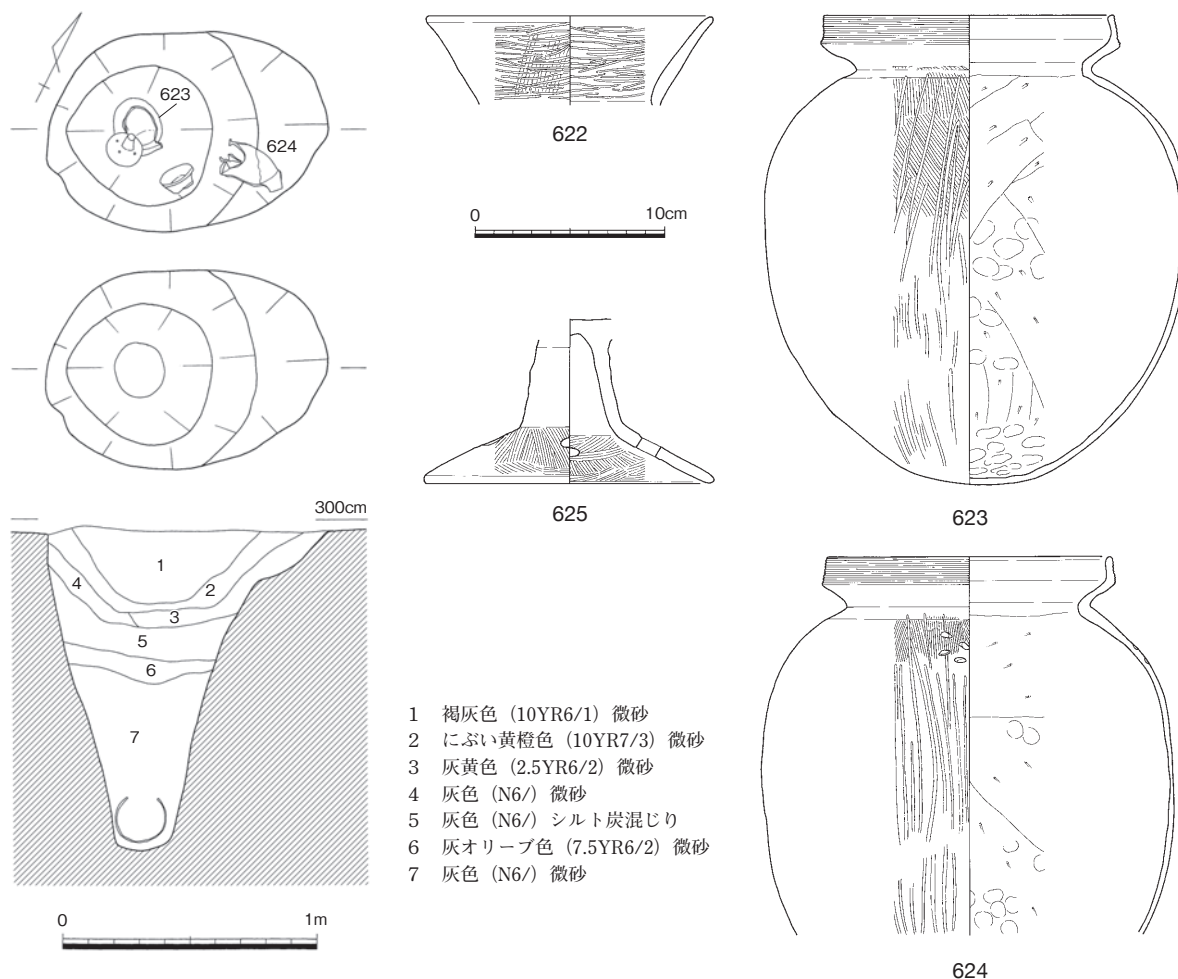 623
624
300cm
1
2
3
4
5
6
7
0 1m
622
0 10cm
625
623
624
1 褐灰色(10YR6/1)微砂
2 にぶい黄橙色(10YR7/3)微砂
3 灰黄色(2.5YR6/2)微砂
4 灰色(N6/)微砂
5 灰色(N6/)シルト炭混じり
6 灰オリーブ色(7.5YR6/2)微砂
7 灰色(N6/)微砂